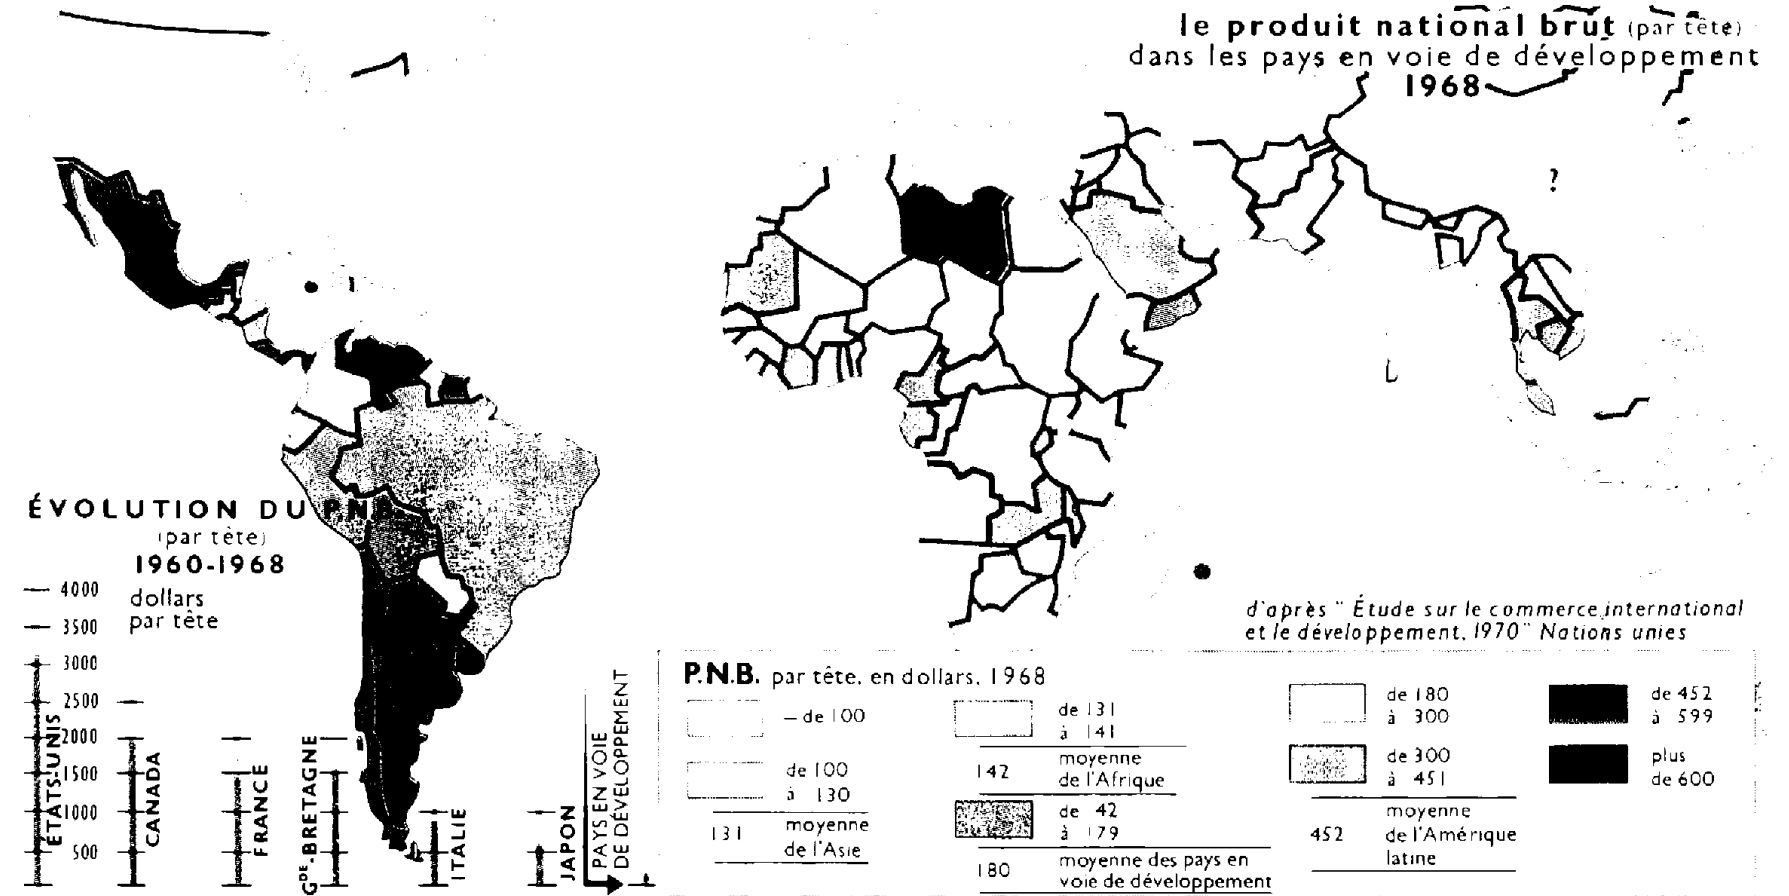 le produit national brut (par tête)
dans les pays en voie de développement
1968
?
1
ÉVOLUTION DU P.N.B.
(par tête)
1960-1968
dollars
par tête
4000
3500
3000
2500
2000
1500
1000
500
ÉTATS-UNIS
CANADA
FRANCE
GDE-BRETAGNE
ITALIE
JAPON
PAYS EN VOIE
DE DÉVELOPPEMENT
d'après " Étude sur le commerce international
et le développement, 1970" Nations unies
P.N.B. par tête, en dollars, 1968
– de 100
de 100
à 130
131 moyenne
de l'Asie
de 131
à 141
142 moyenne
de l'Afrique
de 42
à 179
180 moyenne des pays en
voie de développement
de 180
à 300
de 300
à 451
452 moyenne
de l'Amérique
latine
de 452
à 599
plus
de 600